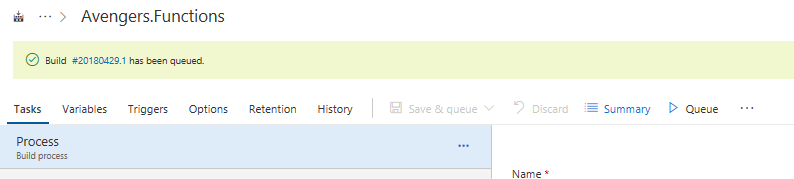 Avengers.Functions
Build #20180429.1 has been queued.
Tasks Variables Triggers Options Retention History Save & queue Discard Summary Queue
Process
Build process
Name *